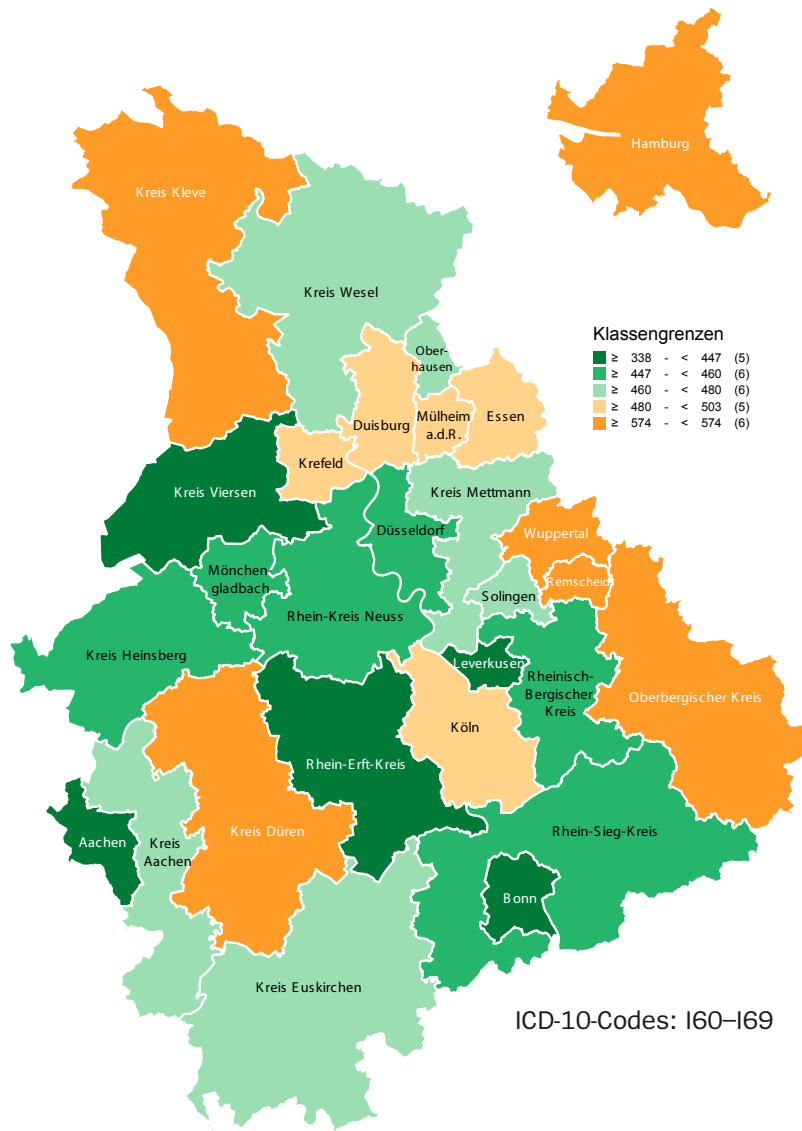 Hamburg
Kreis Kleve
Kreis Wesel
Klassengrenzen
≥ 338 - < 447 (5)
≥ 447 - < 460 (6)
≥ 460 - < 480 (6)
≥ 480 - < 503 (5)
≥ 574 - < 574 (6)
Ober-
hausen
Duisburg
Mülheim
a.d.R.
Essen
Krefeld
Kreis Viersen
Kreis Mettmann
Düsseldorf
Wuppertal
Mönchen-
gladbach
Remscheid
Solingen
Rhein-Kreis Neuss
Kreis Heinsberg
Leverkusen
Rheinisch-
Bergischer
Kreis
Oberbergischer Kreis
Köln
Rhein-Erft-Kreis
Kreis Düren
Rhein-Sieg-Kreis
Aachen
Kreis
Aachen
Bonn
Kreis Euskirchen
ICD-10-Codes: I60–I69